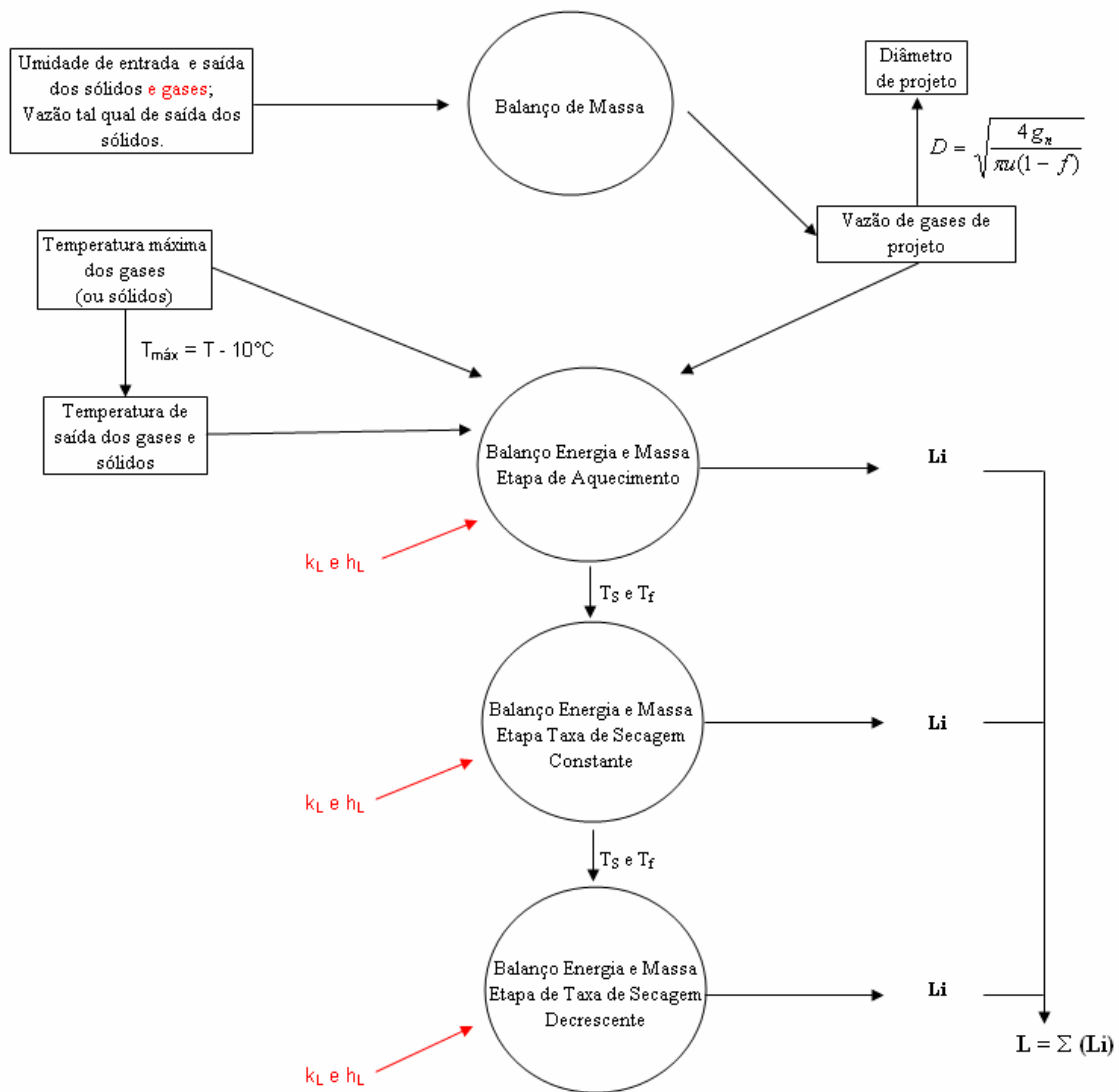 Umidade de entrada e saída
dos sólidos e gases;
Vazão tal qual de saída dos
sólidos.
Balanço de Massa
Diâmetro
de projeto
D = √(4 gₙ / πu(1 − f))
Vazão de gases de
projeto
Temperatura máxima
dos gases
(ou sólidos)
Tmáx = T - 10°C
Temperatura de
saída dos gases e
sólidos
Balanço Energia e Massa
Etapa de Aquecimento
Li
kL e hL
TS e Tf
Balanço Energia e Massa
Etapa Taxa de Secagem
Constante
Li
kL e hL
TS e Tf
Balanço Energia e Massa
Etapa de Taxa de Secagem
Decrescente
Li
kL e hL
L = Σ (Li)